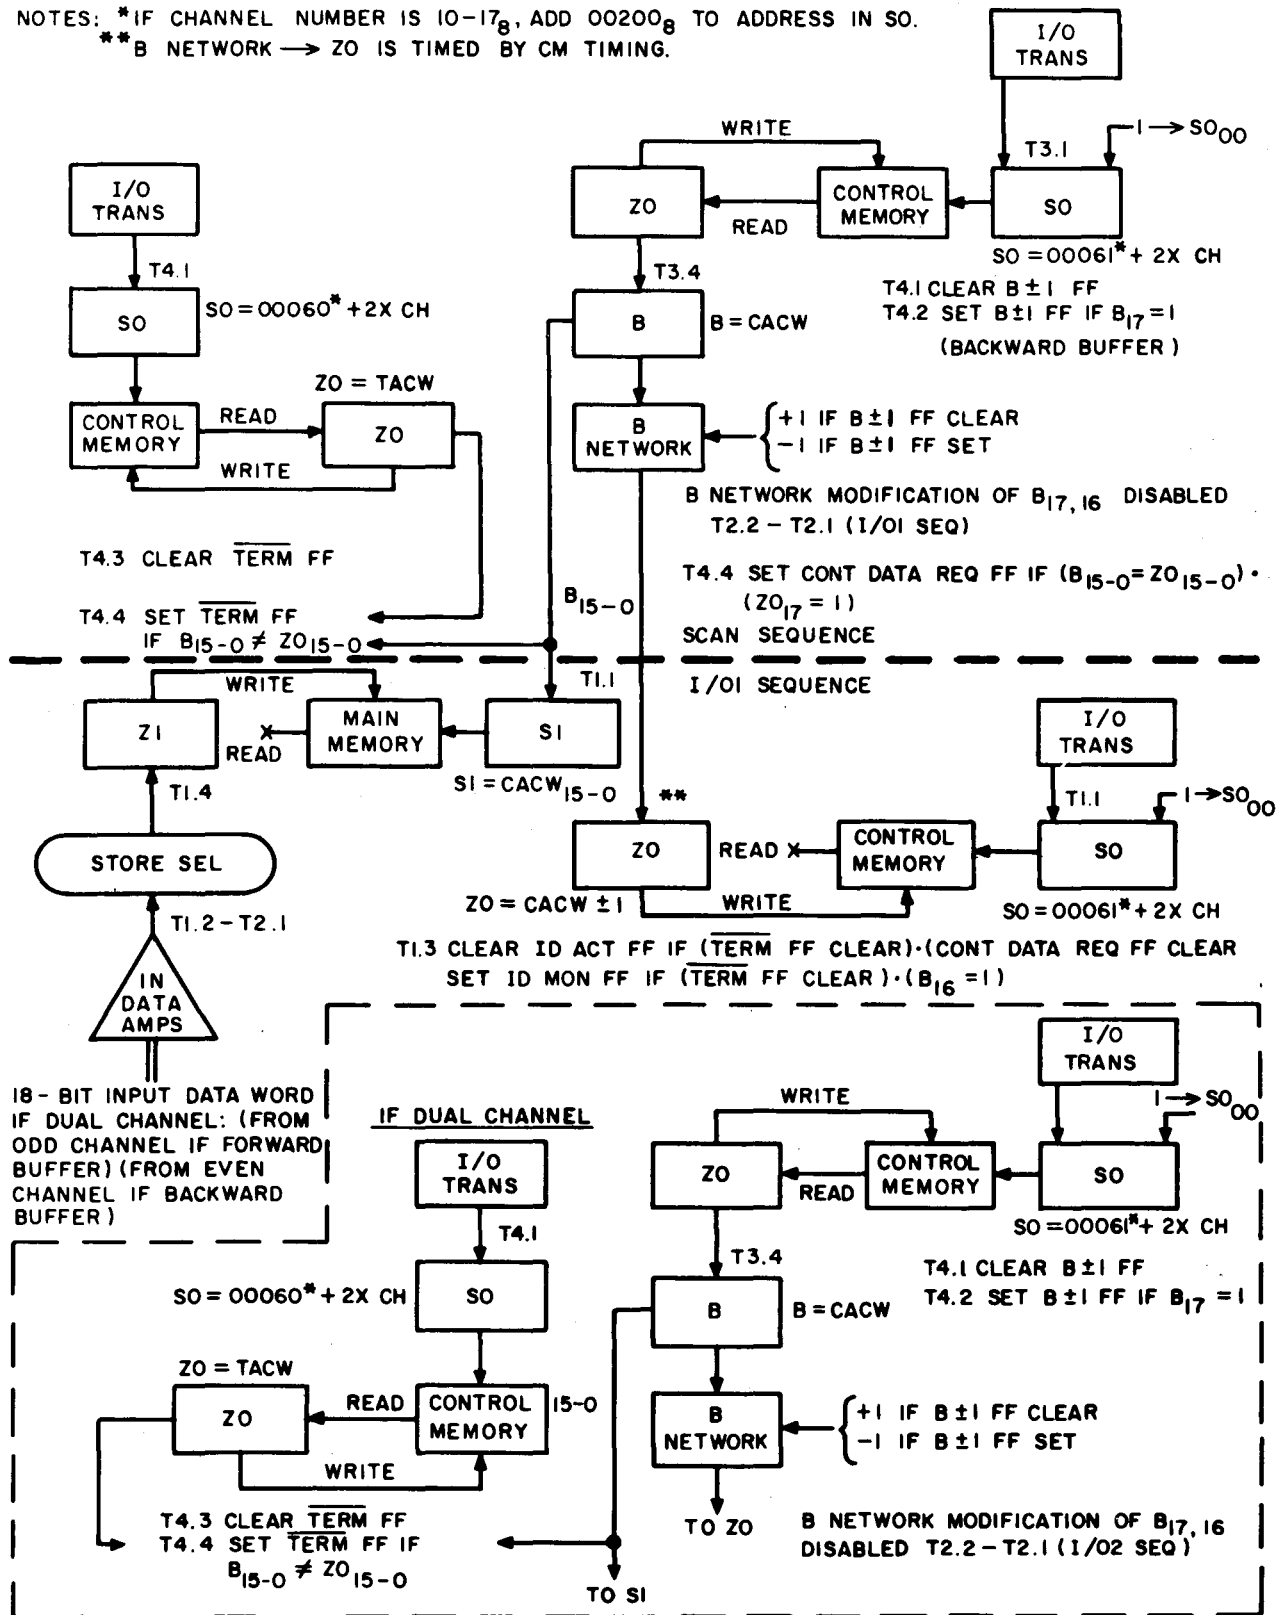 NOTES: *IF CHANNEL NUMBER IS 10-17₈, ADD 00200₈ TO ADDRESS IN SO.
**B NETWORK → ZO IS TIMED BY CM TIMING.
I/O
TRANS
T3.1
1 → SO₀₀
WRITE
ZO
READ
CONTROL
MEMORY
SO
SO = 00061* + 2X CH
T3.4
T4.1 CLEAR B±1 FF
T4.2 SET B±1 FF IF B₁₇ = 1
(BACKWARD BUFFER)
B
B = CACW
B
NETWORK
+1 IF B±1 FF CLEAR
-1 IF B±1 FF SET
B NETWORK MODIFICATION OF B₁₇,₁₆ DISABLED
T2.2 - T2.1 (I/O1 SEQ)
T4.4 SET CONT DATA REQ FF IF (B₁₅₋₀ = ZO₁₅₋₀)·
(ZO₁₇ = 1)
B₁₅₋₀
SCAN SEQUENCE
I/O
TRANS
T4.1
SO
SO = 00060* + 2X CH
ZO = TACW
CONTROL
MEMORY
READ
ZO
WRITE
T4.3 CLEAR T̅E̅R̅M̅ FF
T4.4 SET T̅E̅R̅M̅ FF
IF B₁₅₋₀ ≠ ZO₁₅₋₀
I/O1 SEQUENCE
T1.1
WRITE
Z1
READ
MAIN
MEMORY
S1
S1 = CACW₁₅₋₀
T1.4
STORE SEL
T1.2 - T2.1
IN
DATA
AMPS
18 - BIT INPUT DATA WORD
IF DUAL CHANNEL: (FROM
ODD CHANNEL IF FORWARD
BUFFER) (FROM EVEN
CHANNEL IF BACKWARD
BUFFER)
I/O
TRANS
T1.1
1 → SO₀₀
**
ZO
READ
CONTROL
MEMORY
SO
ZO = CACW ± 1
WRITE
SO = 00061* + 2X CH
T1.3 CLEAR ID ACT FF IF (T̅E̅R̅M̅ FF CLEAR)·(CONT DATA REQ FF CLEAR
SET ID MON FF IF (T̅E̅R̅M̅ FF CLEAR)·(B₁₆ = 1)
IF DUAL CHANNEL
I/O
TRANS
T4.1
SO = 00060* + 2X CH
SO
ZO = TACW
ZO
READ
CONTROL
MEMORY
15-0
WRITE
T4.3 CLEAR T̅E̅R̅M̅ FF
T4.4 SET T̅E̅R̅M̅ FF IF
B₁₅₋₀ ≠ ZO₁₅₋₀
I/O
TRANS
1 → SO₀₀
WRITE
ZO
READ
CONTROL
MEMORY
SO
SO = 00061* + 2X CH
T3.4
T4.1 CLEAR B±1 FF
T4.2 SET B±1 FF IF B₁₇ = 1
B
B = CACW
B
NETWORK
+1 IF B±1 FF CLEAR
-1 IF B±1 FF SET
TO ZO
B NETWORK MODIFICATION OF B₁₇,₁₆
DISABLED T2.2 - T2.1 (I/O2 SEQ)
TO S1